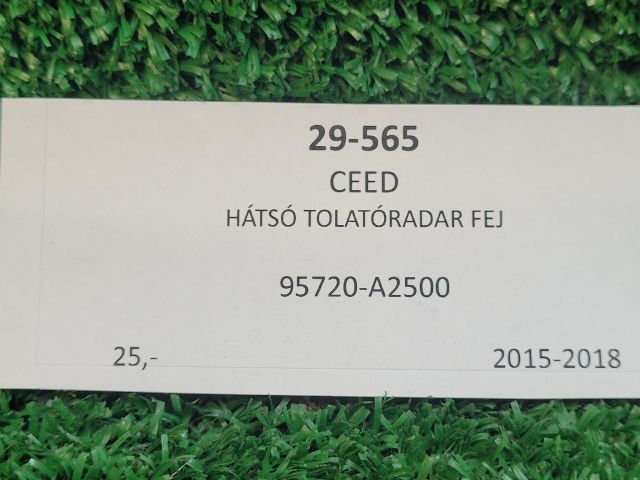 29-565
CEED
HÁTSÓ TOLATÓRADAR FEJ
95720-A2500
25,- 2015-2018